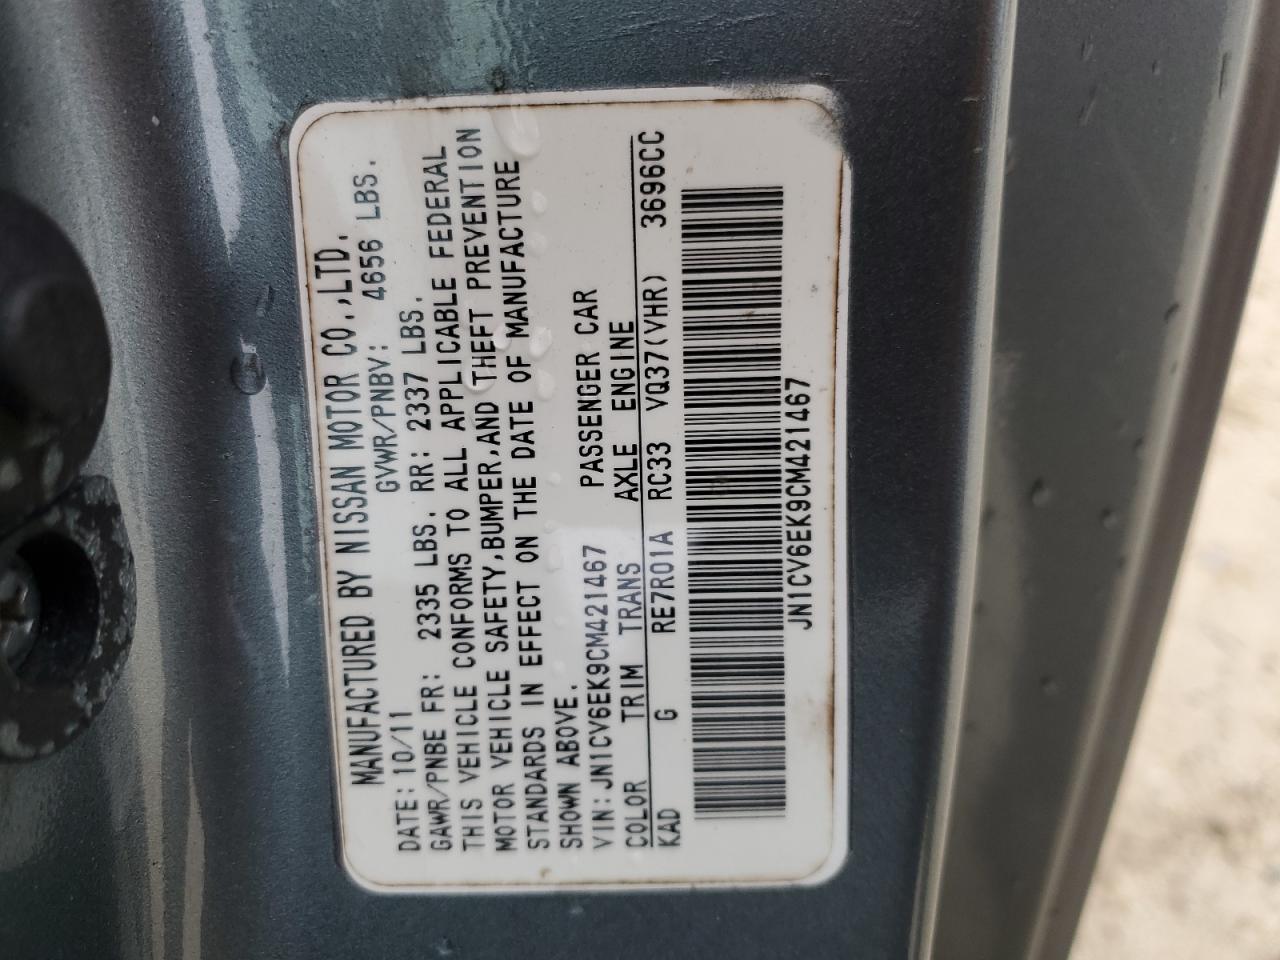 MANUFACTURED BY NISSAN MOTOR CO.,LTD.
DATE:10/11 GVWR/PNBV: 4656 LBS.
GAWR/PNBE FR: 2335 LBS. RR: 2337 LBS.
THIS VEHICLE CONFORMS TO ALL APPLICABLE FEDERAL
MOTOR VEHICLE SAFETY,BUMPER,AND THEFT PREVENTION
STANDARDS IN EFFECT ON THE DATE OF MANUFACTURE
SHOWN ABOVE.
VIN:JN1CV6EK9CM421467 PASSENGER CAR
COLOR TRIM TRANS AXLE ENGINE
KAD G RE7R01A RC33 VQ37(VHR) 3696CC
JN1CV6EK9CM421467